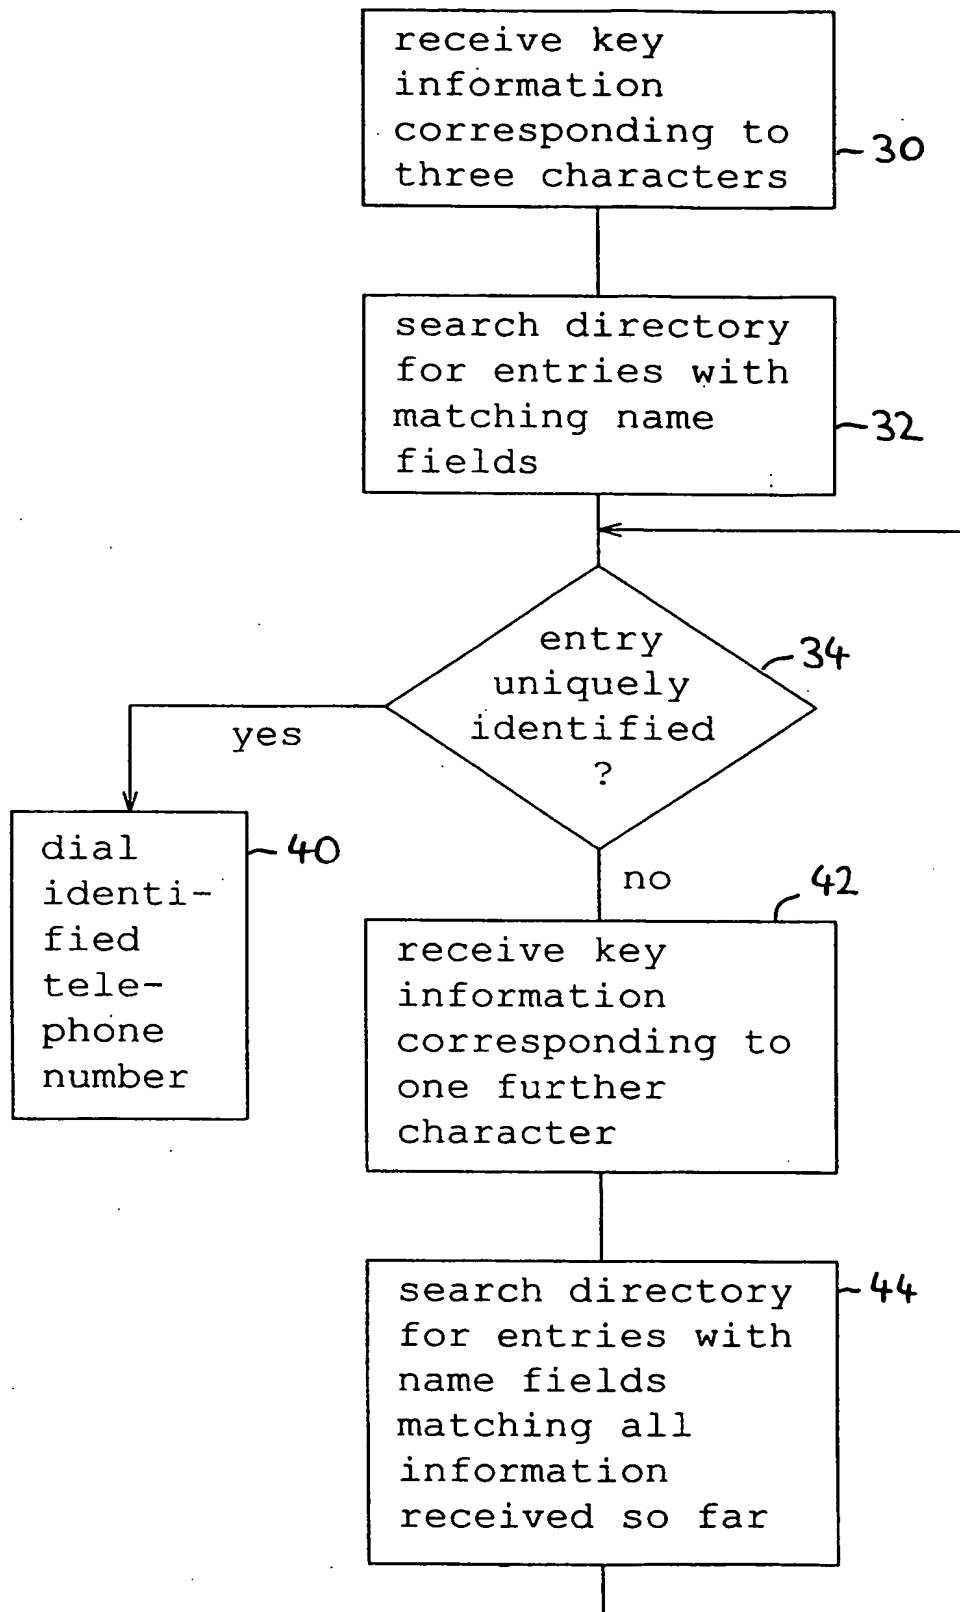 receive key
information
corresponding to
three characters
30
search directory
for entries with
matching name
fields
32
entry
uniquely
identified
?
34
yes
dial
identi-
fied
tele-
phone
number
40
no
42
receive key
information
corresponding to
one further
character
search directory
for entries with
name fields
matching all
information
received so far
44